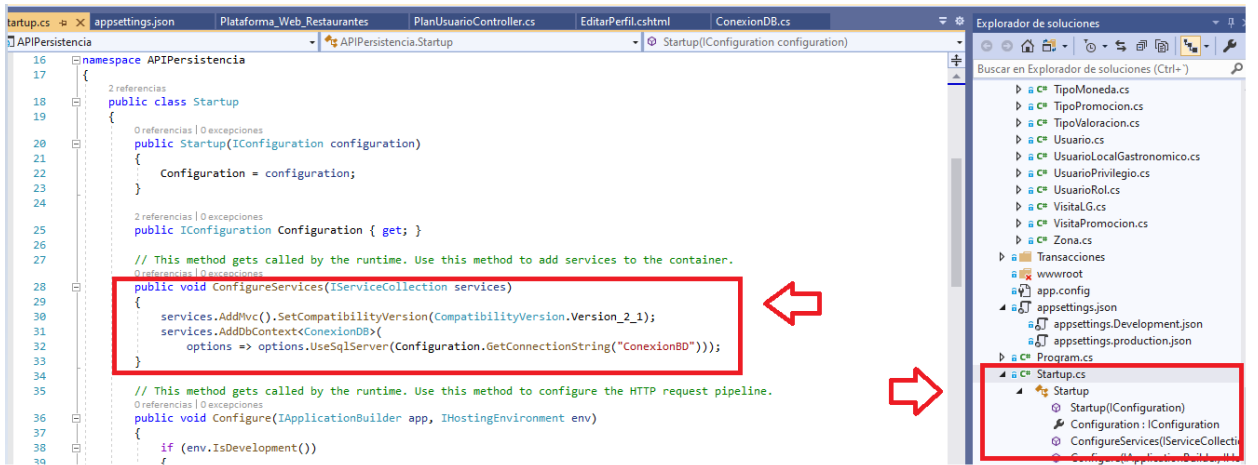 tartup.cs
appsettings.json
Plataforma_Web_Restaurantes
PlanUsuarioController.cs
EditarPerfil.cshtml
ConexionDB.cs
APIPersistencia
APIPersistencia.Startup
Startup(IConfiguration configuration)
16 namespace APIPersistencia
17 {
2 referencias
18 public class Startup
19 {
0 referencias | 0 excepciones
20 public Startup(IConfiguration configuration)
21 {
22 Configuration = configuration;
23 }
24
2 referencias | 0 excepciones
25 public IConfiguration Configuration { get; }
26
27 // This method gets called by the runtime. Use this method to add services to the container.
0 referencias | 0 excepciones
28 public void ConfigureServices(IServiceCollection services)
29 {
30 services.AddMvc().SetCompatibilityVersion(CompatibilityVersion.Version_2_1);
31 services.AddDbContext<ConexionDB>(
32 options => options.UseSqlServer(Configuration.GetConnectionString("ConexionBD")));
33 }
34
35 // This method gets called by the runtime. Use this method to configure the HTTP request pipeline.
0 referencias | 0 excepciones
36 public void Configure(IApplicationBuilder app, IHostingEnvironment env)
37 {
38 if (env.IsDevelopment())
39 {
Explorador de soluciones
Buscar en Explorador de soluciones (Ctrl+`)
C# TipoMoneda.cs
C# TipoPromocion.cs
C# TipoValoracion.cs
C# Usuario.cs
C# UsuarioLocalGastronomico.cs
C# UsuarioPrivilegio.cs
C# UsuarioRol.cs
C# VisitaLG.cs
C# VisitaPromocion.cs
C# Zona.cs
Transacciones
wwwroot
app.config
appsettings.json
appsettings.Development.json
appsettings.production.json
C# Program.cs
C# Startup.cs
Startup
Startup(IConfiguration)
Configuration : IConfiguration
ConfigureServices(IServiceCollectic
Configure(IApplicationBuilder, IHo